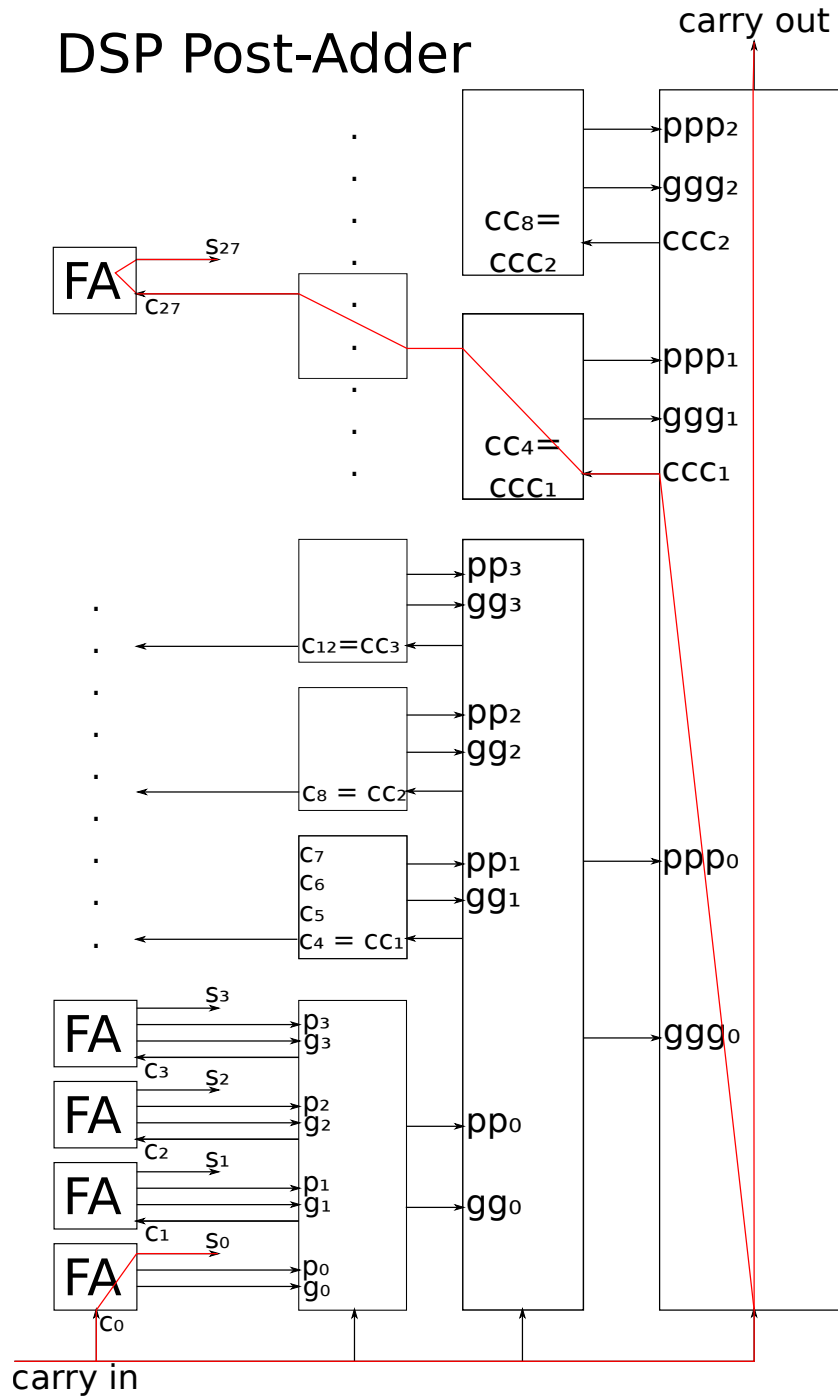 carry out
DSP Post-Adder
ppp₂
ggg₂
cc₈=
ccc₂
ccc₂
s₂₇
FA
c₂₇
ppp₁
ggg₁
cc₄=
ccc₁
ccc₁
pp₃
gg₃
c₁₂=cc₃
pp₂
gg₂
c₈ = cc₂
c₇
c₆
c₅
c₄ = cc₁
pp₁
gg₁
ppp₀
ggg₀
s₃
FA
p₃
g₃
c₃
s₂
FA
p₂
g₂
c₂
s₁
FA
p₁
g₁
c₁
s₀
FA
p₀
g₀
c₀
pp₀
gg₀
carry in